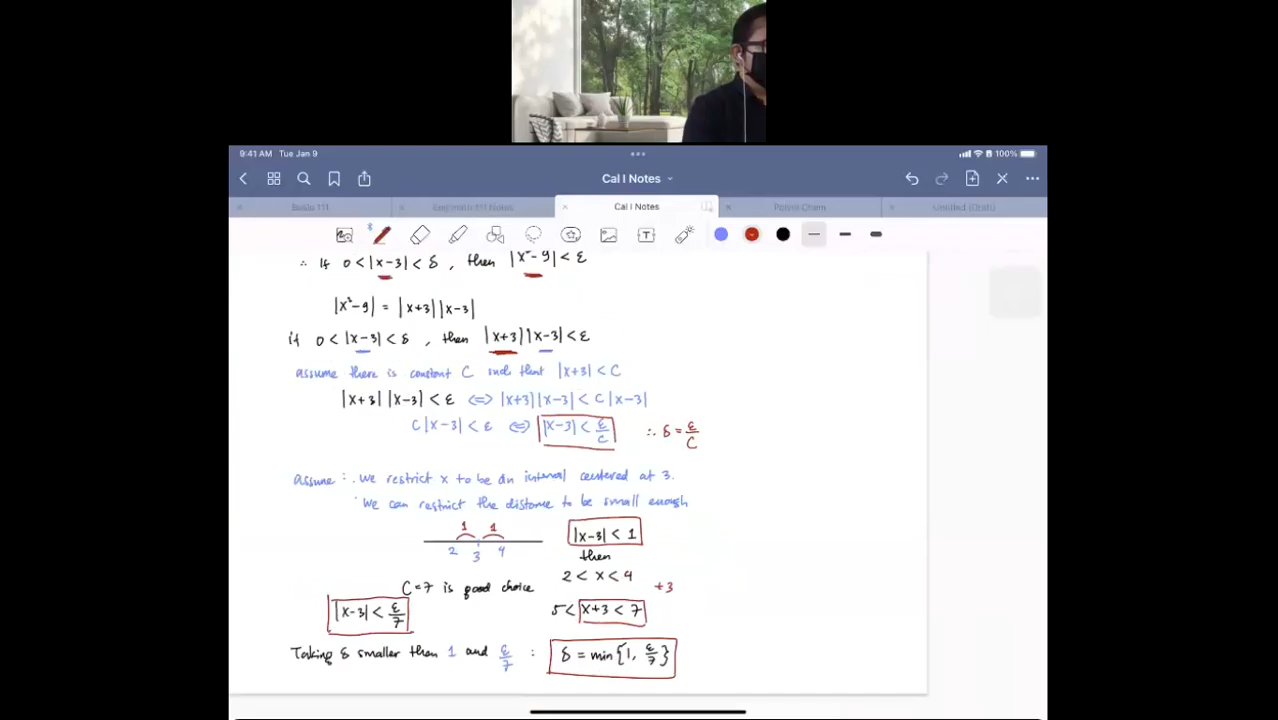 9:41 AM Tue Jan 9
100%
Cal I Notes
Cal I Notes
∴ if 0 < |x-3| < δ , then |x²-9| < ε
|x²-9| = |x+3||x-3|
if 0 < |x-3| < δ , then |x+3||x-3| < ε
assume there is constant C such that |x+3| < C
|x+3||x-3| < ε ⇔ |x+3||x-3| < C|x-3|
C|x-3| < ε ⇔ |x-3| < ε/C ∴ δ = ε/C
assume : . we restrict x to be an interval centered at 3.
We can restrict the distance to be small enough
1 1 |x-3| < 1
2 3 4
then
2 < x < 4 +3
C = 7 is good choice
5 < x+3 < 7
|x-3| < ε/7
Taking δ smaller than 1 and ε/7 : δ = min{1, ε/7}